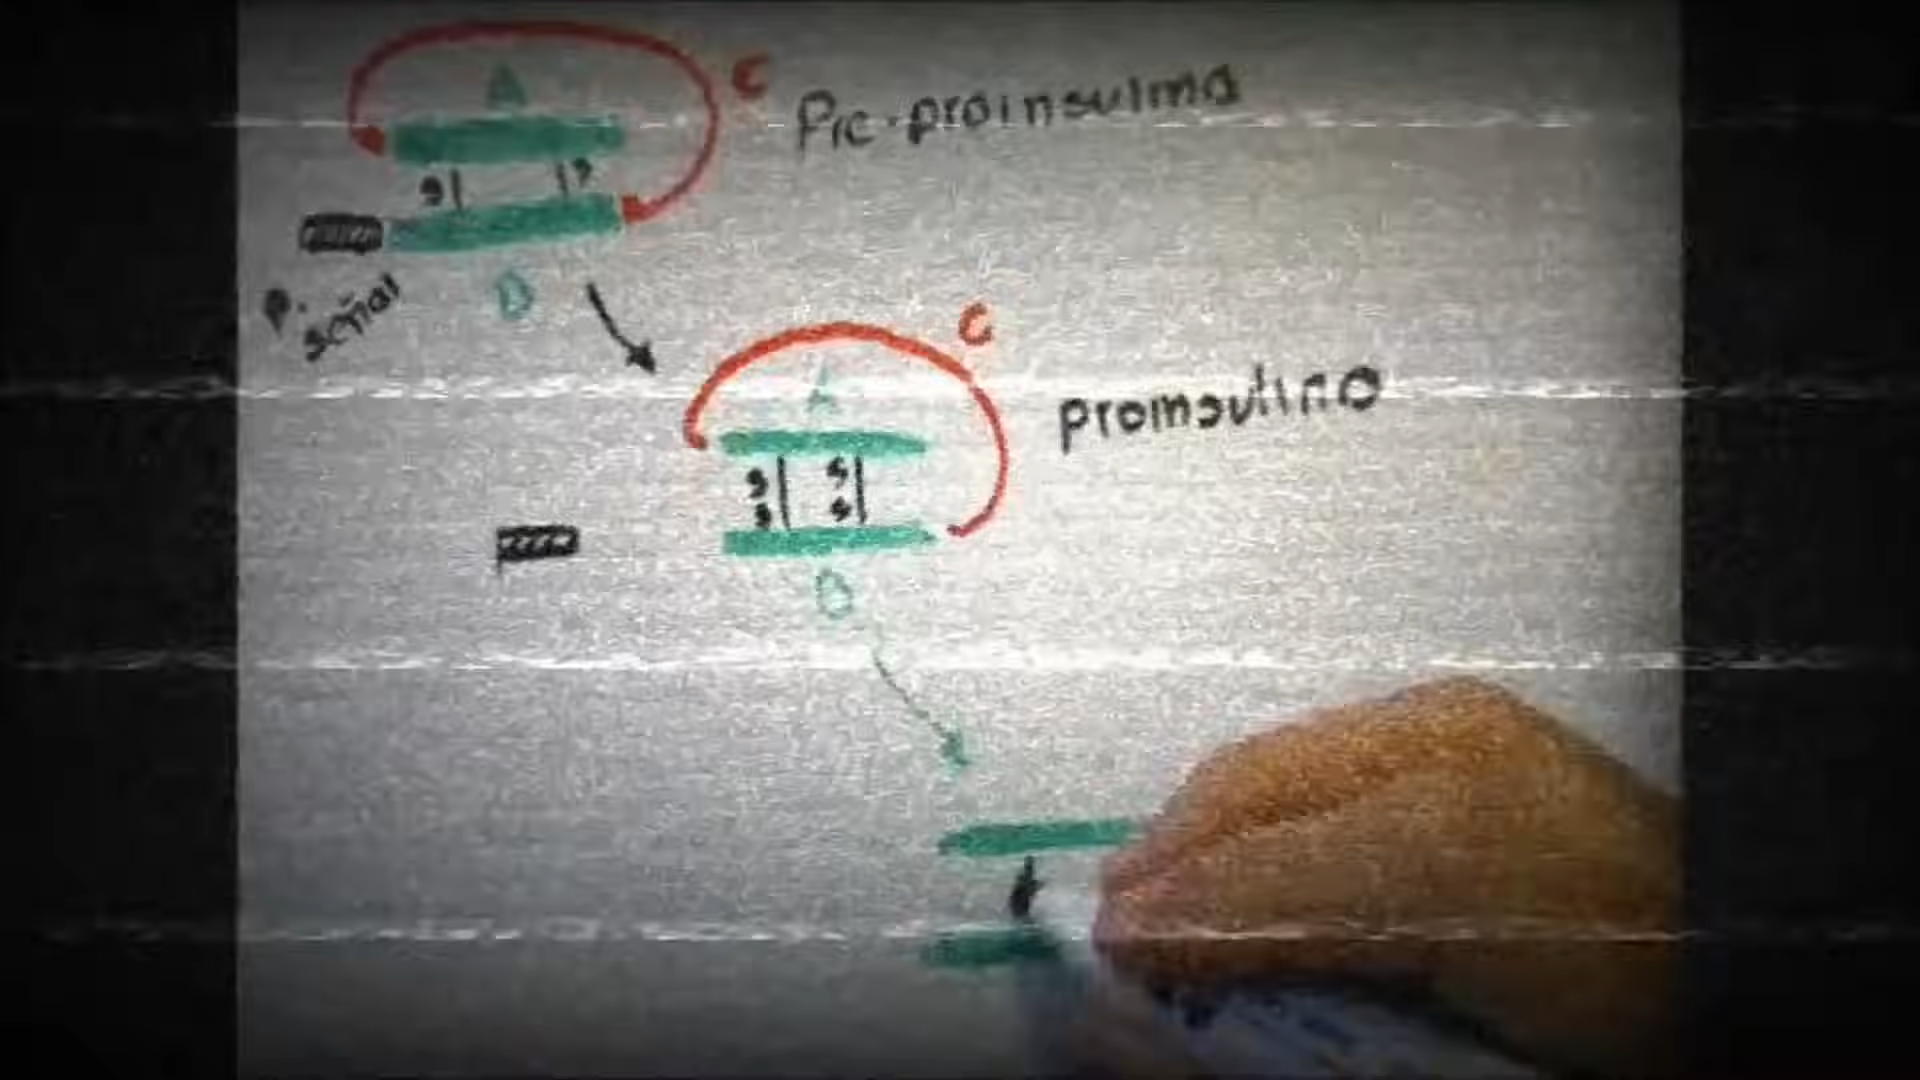 A
C
Pre-proinsulina
S S
P.
señal
B
C
A
proinsulina
S S
S S
B